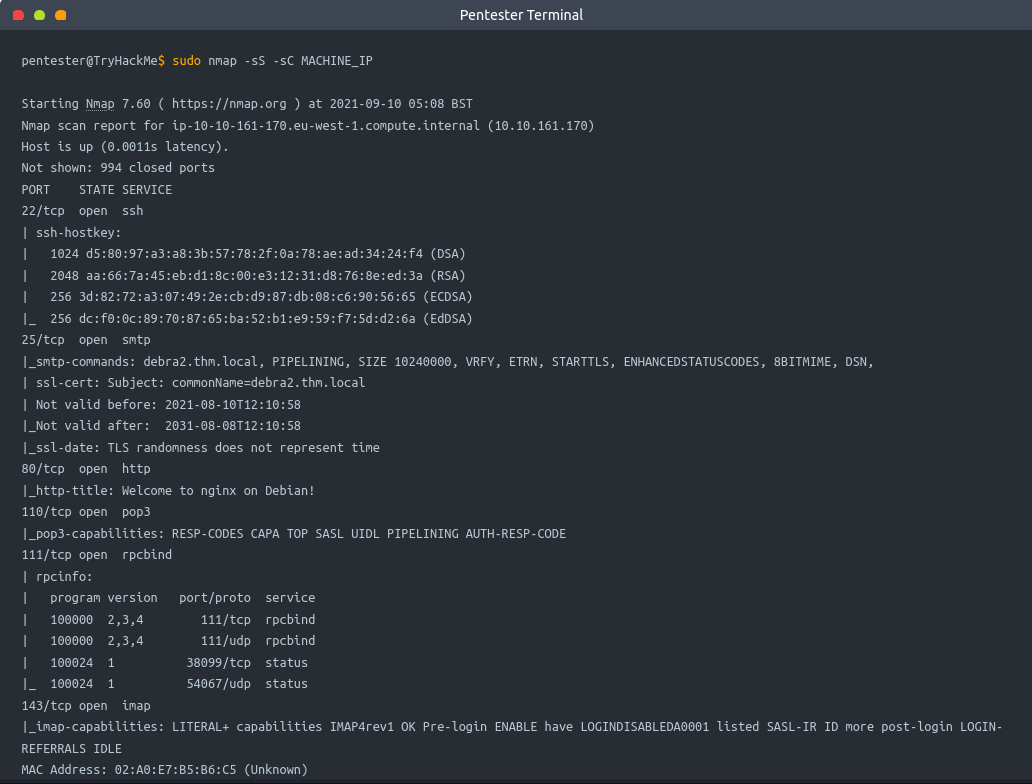 Pentester Terminal
pentester@TryHackMe$ sudo nmap -sS -sC MACHINE_IP
Starting Nmap 7.60 ( https://nmap.org ) at 2021-09-10 05:08 BST
Nmap scan report for ip-10-10-161-170.eu-west-1.compute.internal (10.10.161.170)
Host is up (0.0011s latency).
Not shown: 994 closed ports
PORT    STATE SERVICE
22/tcp  open  ssh
| ssh-hostkey:
|   1024 d5:80:97:a3:a8:3b:57:78:2f:0a:78:ae:ad:34:24:f4 (DSA)
|   2048 aa:66:7a:45:eb:d1:8c:00:e3:12:31:d8:76:8e:ed:3a (RSA)
|   256 3d:82:72:a3:07:49:2e:cb:d9:87:db:08:c6:90:56:65 (ECDSA)
|_  256 dc:f0:0c:89:70:87:65:ba:52:b1:e9:59:f7:5d:d2:6a (EdDSA)
25/tcp  open  smtp
|_smtp-commands: debra2.thm.local, PIPELINING, SIZE 10240000, VRFY, ETRN, STARTTLS, ENHANCEDSTATUSCODES, 8BITMIME, DSN,
| ssl-cert: Subject: commonName=debra2.thm.local
| Not valid before: 2021-08-10T12:10:58
|_Not valid after:  2031-08-08T12:10:58
|_ssl-date: TLS randomness does not represent time
80/tcp  open  http
|_http-title: Welcome to nginx on Debian!
110/tcp open  pop3
|_pop3-capabilities: RESP-CODES CAPA TOP SASL UIDL PIPELINING AUTH-RESP-CODE
111/tcp open  rpcbind
| rpcinfo:
|   program version   port/proto  service
|   100000  2,3,4        111/tcp  rpcbind
|   100000  2,3,4        111/udp  rpcbind
|   100024  1          38099/tcp  status
|_  100024  1          54067/udp  status
143/tcp open  imap
|_imap-capabilities: LITERAL+ capabilities IMAP4rev1 OK Pre-login ENABLE have LOGINDISABLEDA0001 listed SASL-IR ID more post-login LOGIN-
REFERRALS IDLE
MAC Address: 02:A0:E7:B5:B6:C5 (Unknown)